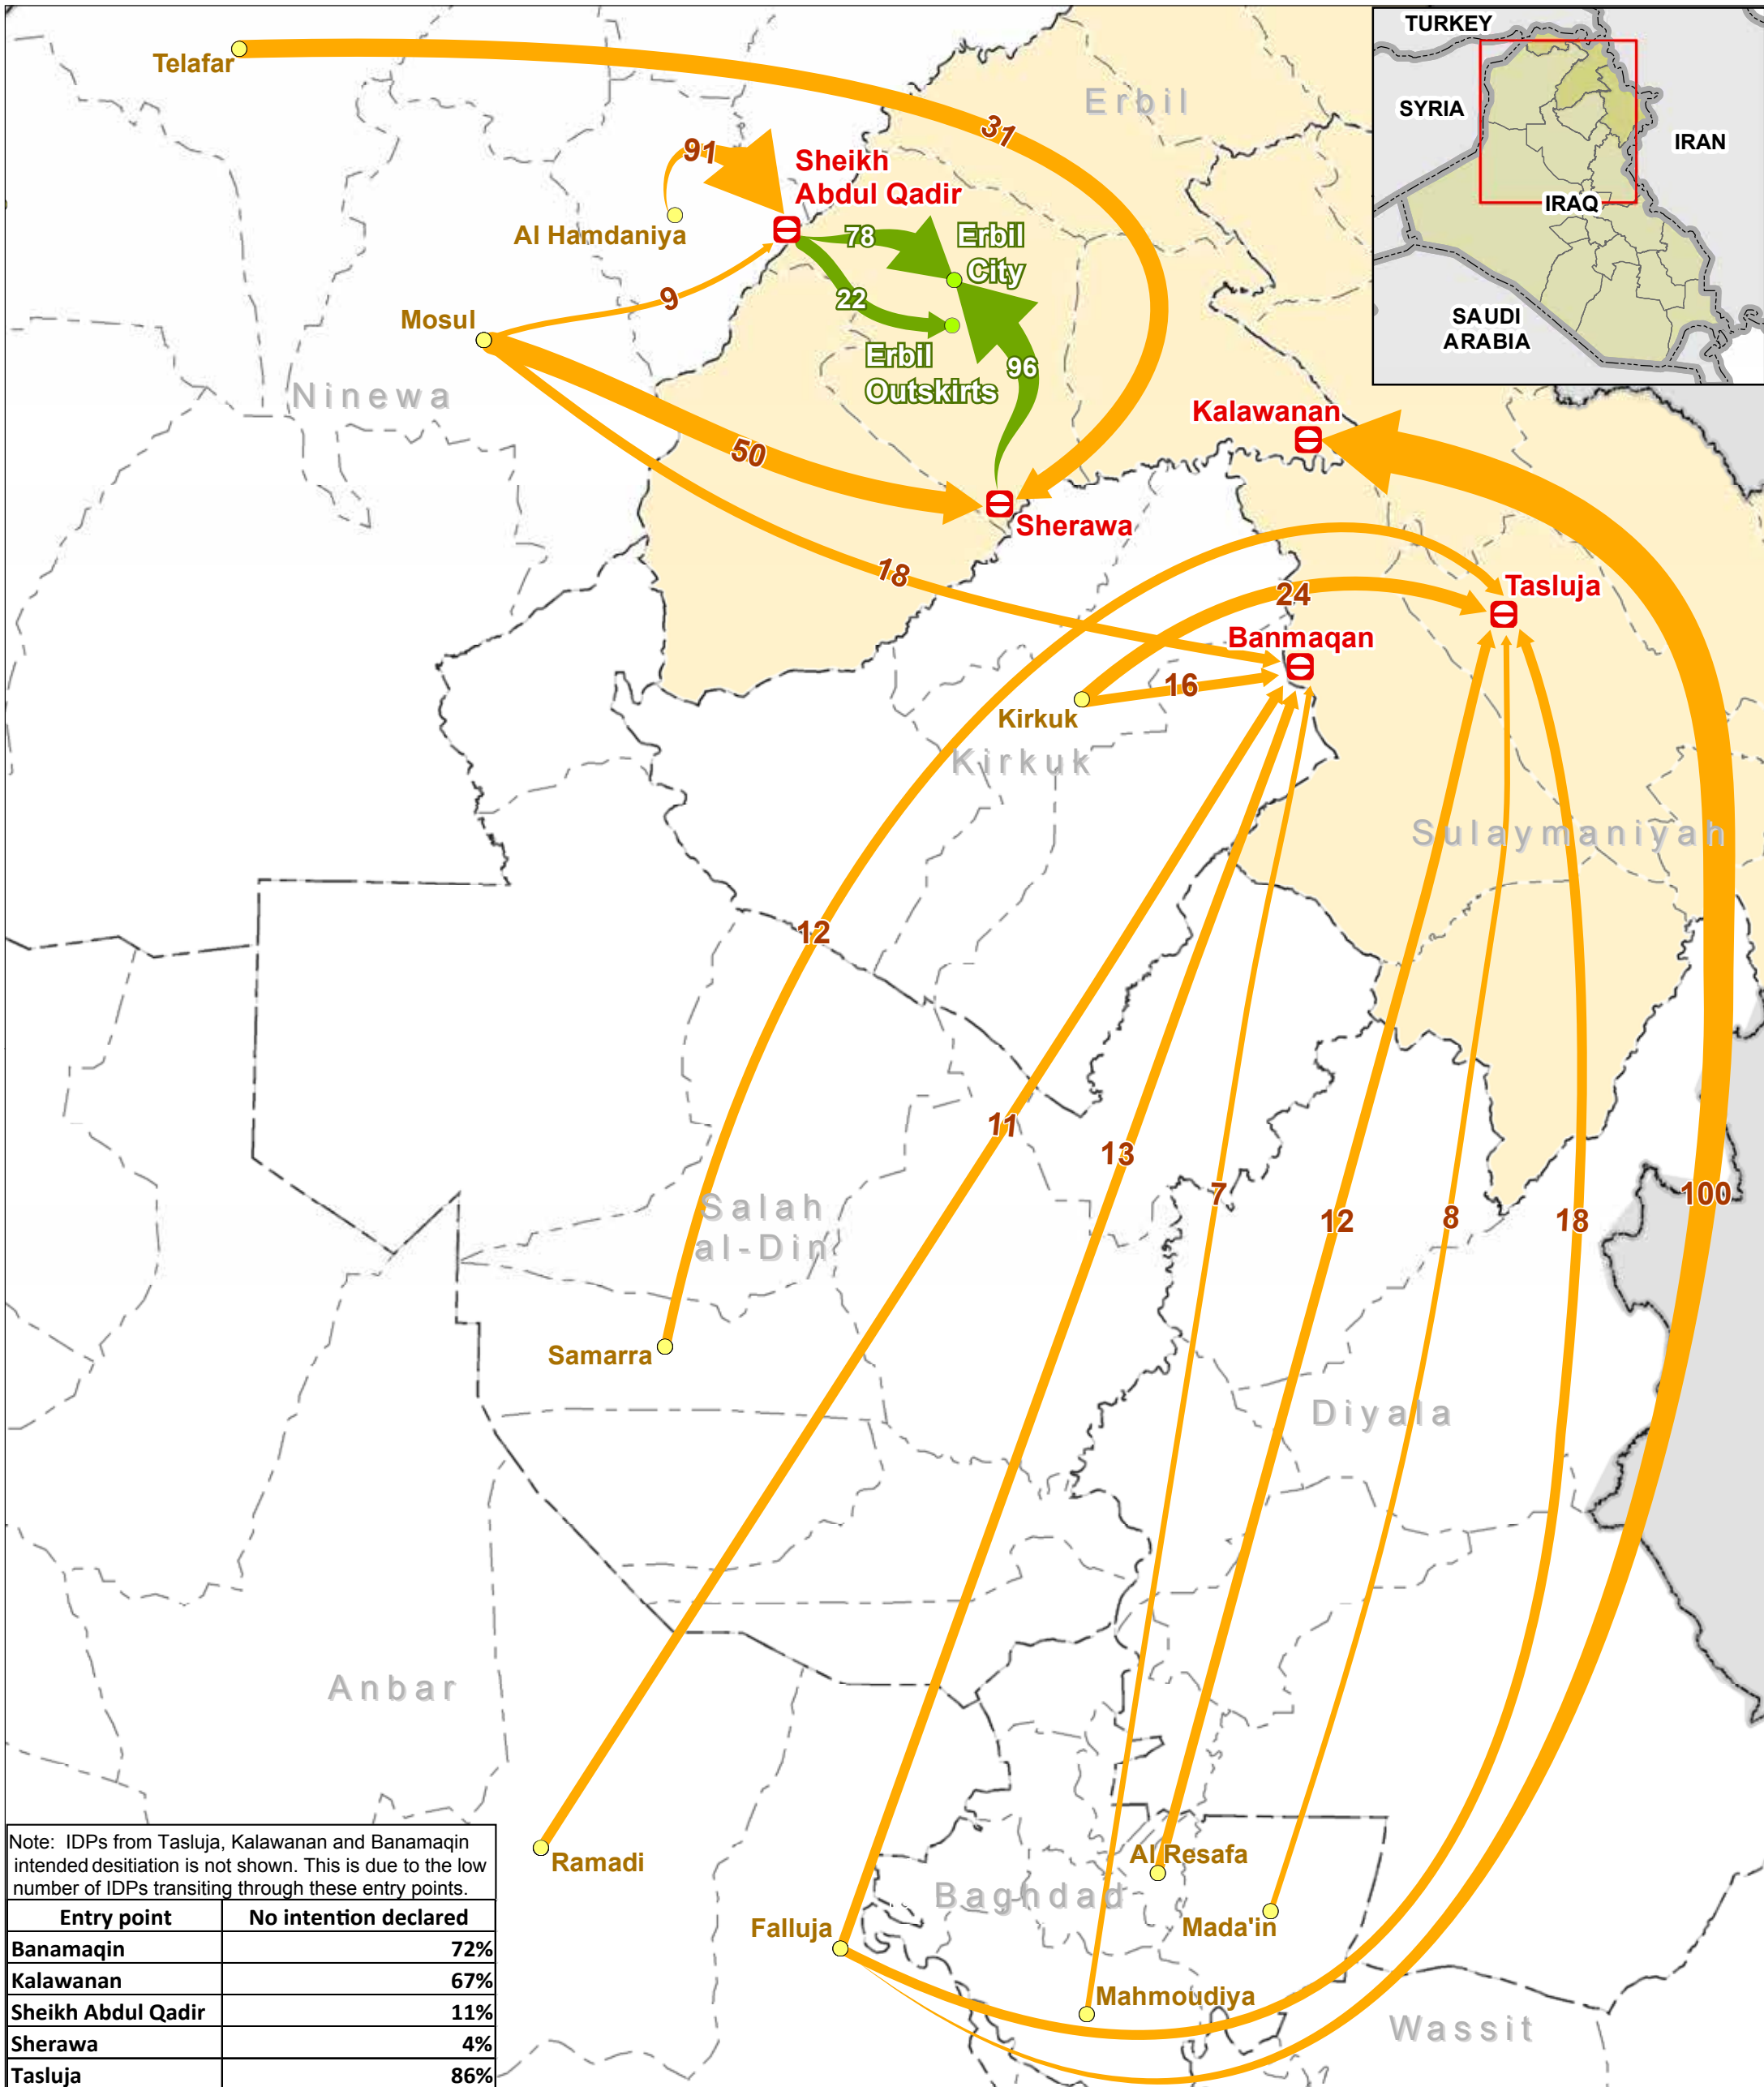 TURKEY
SYRIA
IRAN
IRAQ
SAUDI
ARABIA
Telafar
Erbil
31
91
Sheikh
Abdul Qadir
Al Hamdaniya
78
Erbil
City
22
9
Mosul
Erbil
Outskirts
96
Ninewa
Kalawanan
50
Sherawa
18
24
Tasluja
Banmaqan
16
Kirkuk
Kirkuk
Sulaymaniyah
12
11
13
7
12
8
18
100
Salah
al-Din
Samarra
Diyala
Anbar
Ramadi
Al Resafa
Baghdad
Mada'in
Falluja
Mahmoudiya
Wassit
Note: IDPs from Tasluja, Kalawanan and Banamaqin
intended desitiation is not shown. This is due to the low
number of IDPs transiting through these entry points.
Entry point No intention declared
Banamaqin 72%
Kalawanan 67%
Sheikh Abdul Qadir 11%
Sherawa 4%
Tasluja 86%